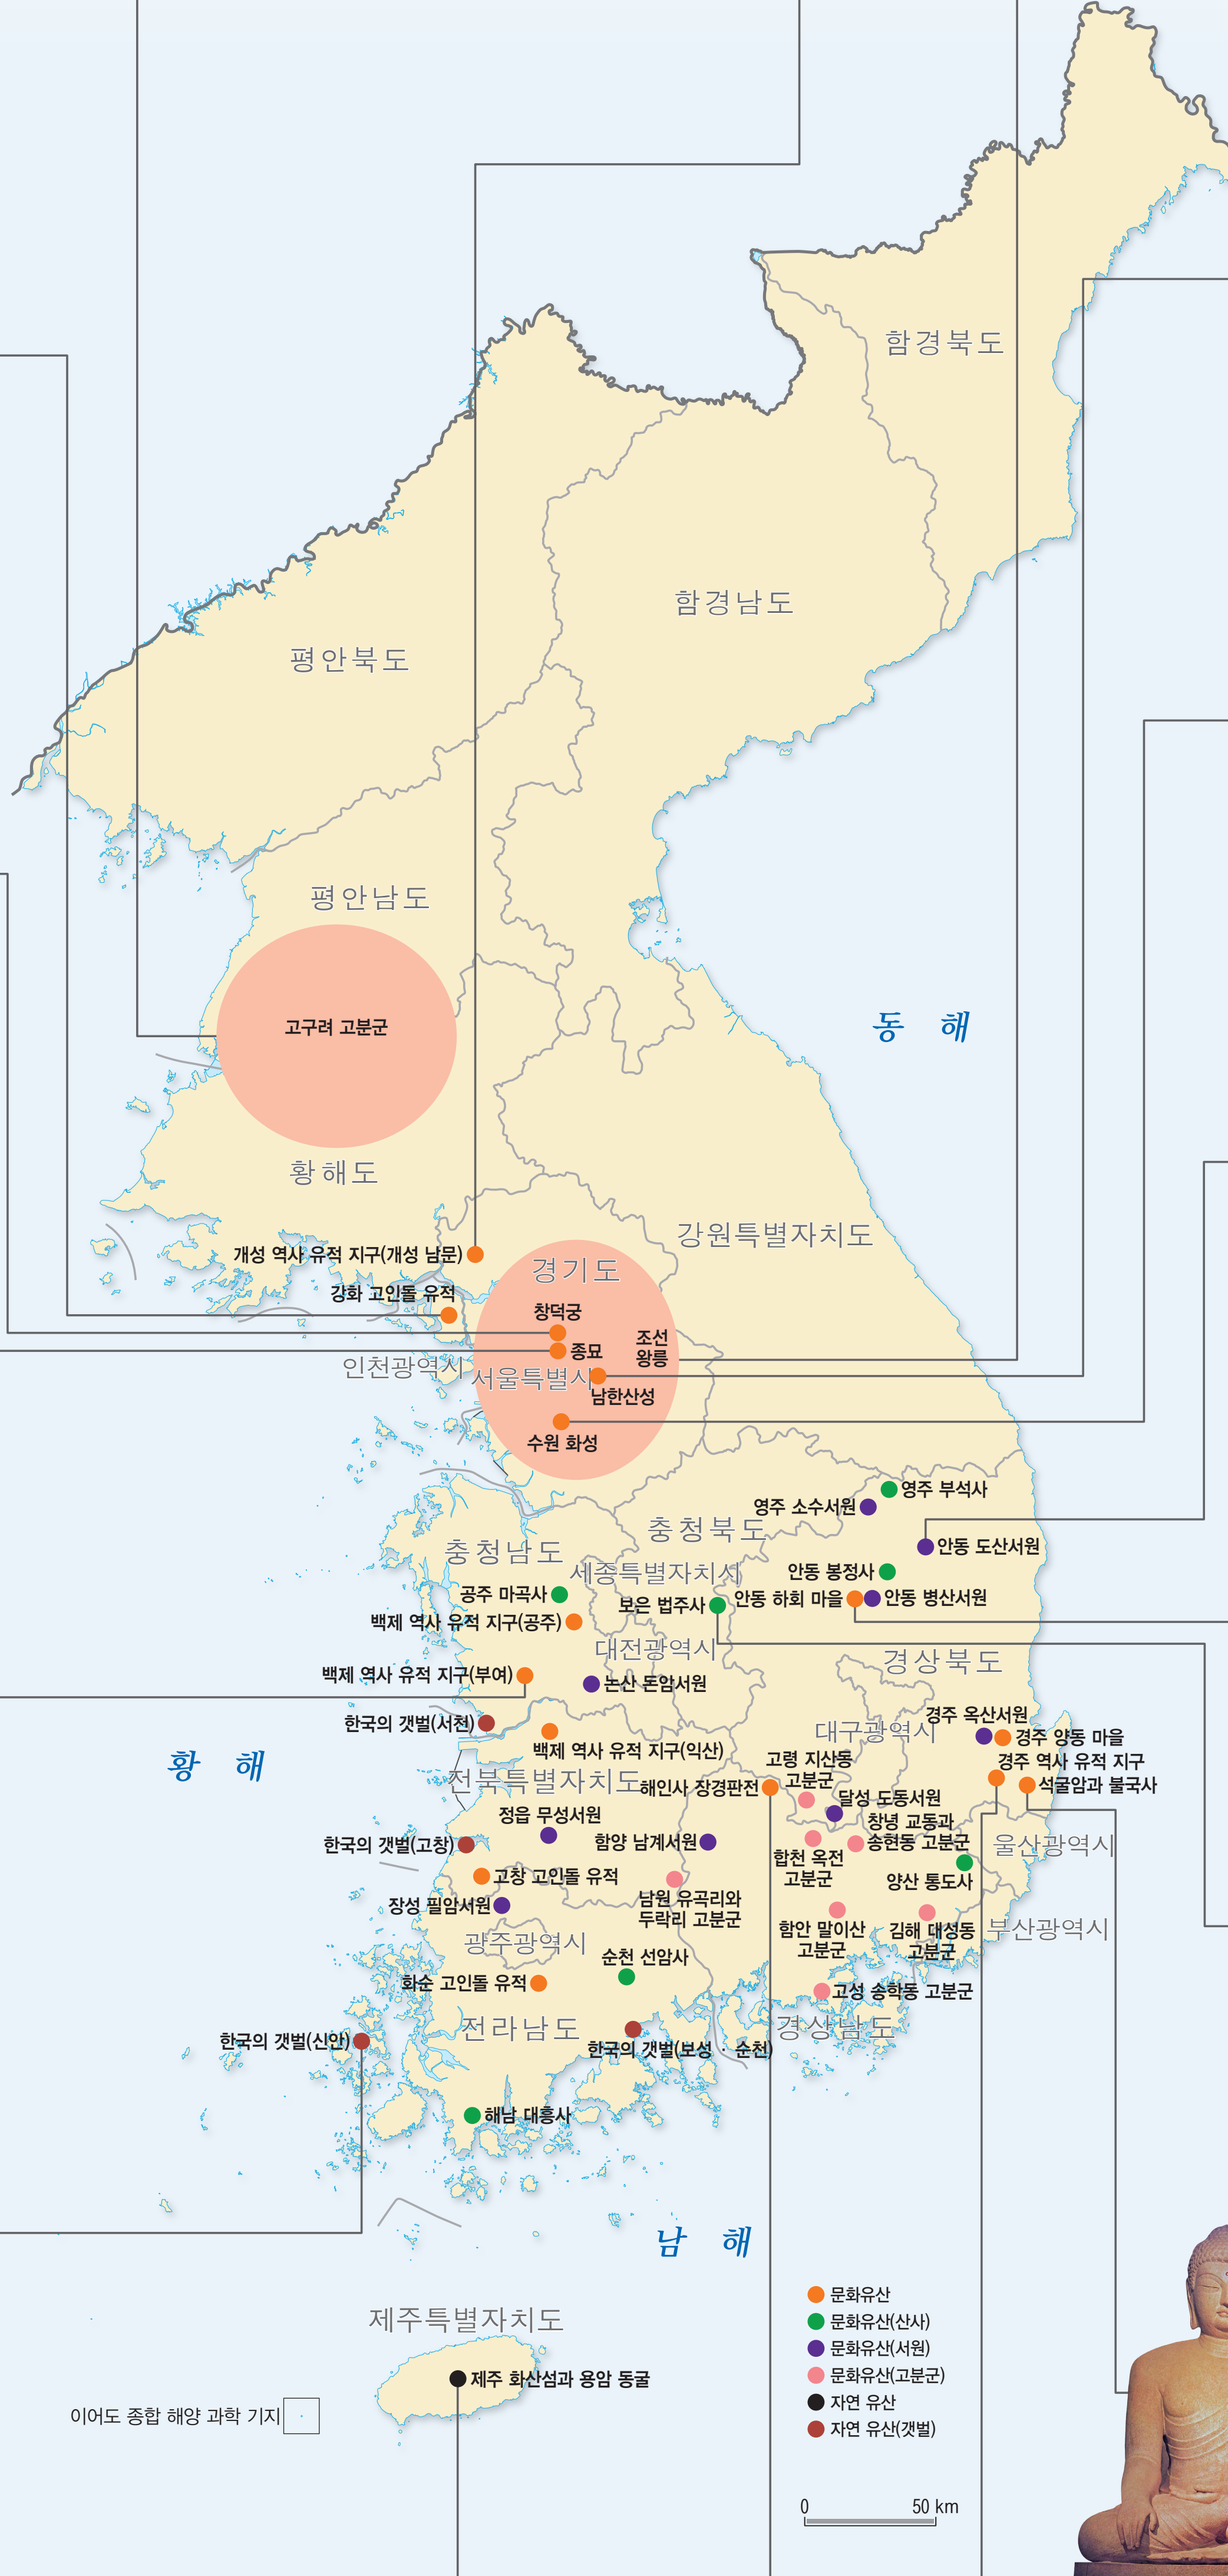 함경북도
함경남도
평안북도
평안남도
고구려 고분군
동 해
황해도
강원특별자치도
개성 역사 유적 지구(개성 남문)
경기도
강화 고인돌 유적
창덕궁
조선
왕릉
종묘
인천광역시
서울특별시
남한산성
수원 화성
영주 부석사
영주 소수서원
충청북도
안동 도산서원
충청남도
세종특별자치시
안동 봉정사
공주 마곡사
보은 법주사
안동 하회 마을
안동 병산서원
백제 역사 유적 지구(공주)
대전광역시
경상북도
백제 역사 유적 지구(부여)
논산 돈암서원
한국의 갯벌(서천)
경주 옥산서원
대구광역시
경주 양동 마을
백제 역사 유적 지구(익산)
고령 지산동
고분군
경주 역사 유적 지구
황 해
전북특별자치도
해인사 장경판전
석굴암과 불국사
달성 도동서원
정읍 무성서원
창녕 교동과
송현동 고분군
한국의 갯벌(고창)
함양 남계서원
울산광역시
합천 옥전
고분군
고창 고인돌 유적
양산 통도사
장성 필암서원
남원 유곡리와
두락리 고분군
함안 말이산
고분군
김해 대성동
고분군
부산광역시
광주광역시
순천 선암사
화순 고인돌 유적
고성 송학동 고분군
전라남도
경상남도
한국의 갯벌(신안)
한국의 갯벌(보성 · 순천)
해남 대흥사
남 해
제주특별자치도
제주 화산섬과 용암 동굴
이어도 종합 해양 과학 기지
문화유산
문화유산(산사)
문화유산(서원)
문화유산(고분군)
자연 유산
자연 유산(갯벌)
0 50 km